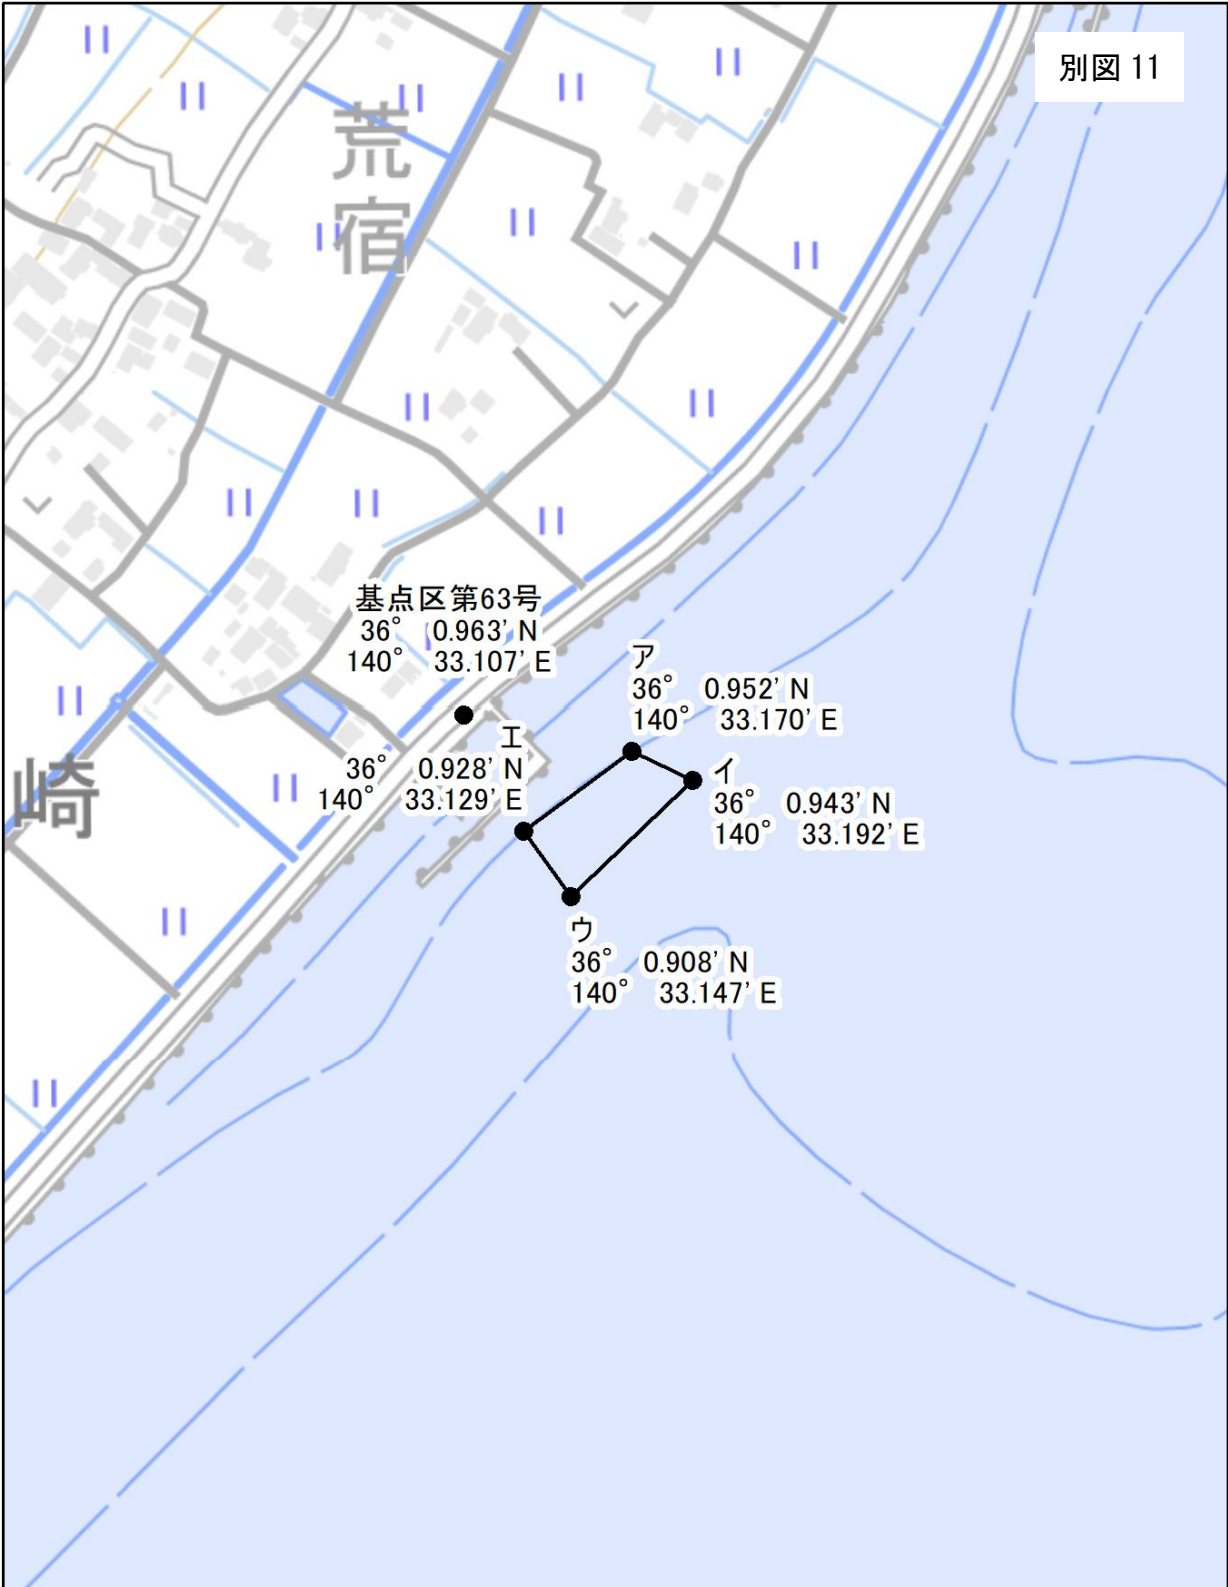 別図 11
荒宿
基点区第63号
36° 0.963' N
140° 33.107' E
ア
36° 0.952' N
140° 33.170' E
エ
36° 0.928' N
140° 33.129' E
イ
36° 0.943' N
140° 33.192' E
崎
ウ
36° 0.908' N
140° 33.147' E